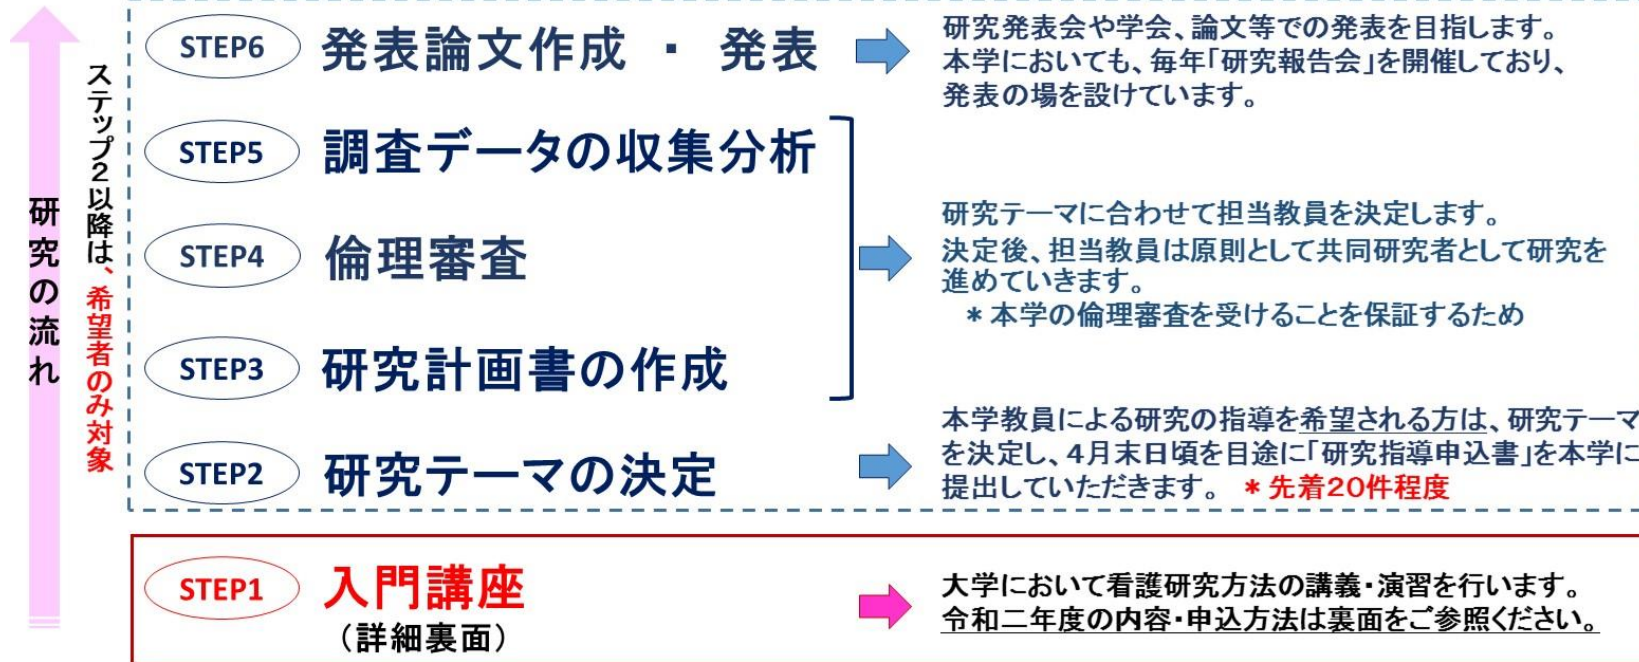 研究の流れ
ステップ2以降は、希望者のみ対象
STEP6 発表論文作成 ・ 発表
研究発表会や学会、論文等での発表を目指します。
本学においても、毎年「研究報告会」を開催しており、
発表の場を設けています。
STEP5 調査データの収集分析
STEP4 倫理審査
STEP3 研究計画書の作成
研究テーマに合わせて担当教員を決定します。
決定後、担当教員は原則として共同研究者として研究を
進めていきます。
＊本学の倫理審査を受けることを保証するため
STEP2 研究テーマの決定
本学教員による研究の指導を希望される方は、研究テーマ
を決定し、4月末日頃を目途に「研究指導申込書」を本学に
提出していただきます。 ＊先着20件程度
STEP1 入門講座
（詳細裏面）
大学において看護研究方法の講義・演習を行います。
令和二年度の内容・申込方法は裏面をご参照ください。